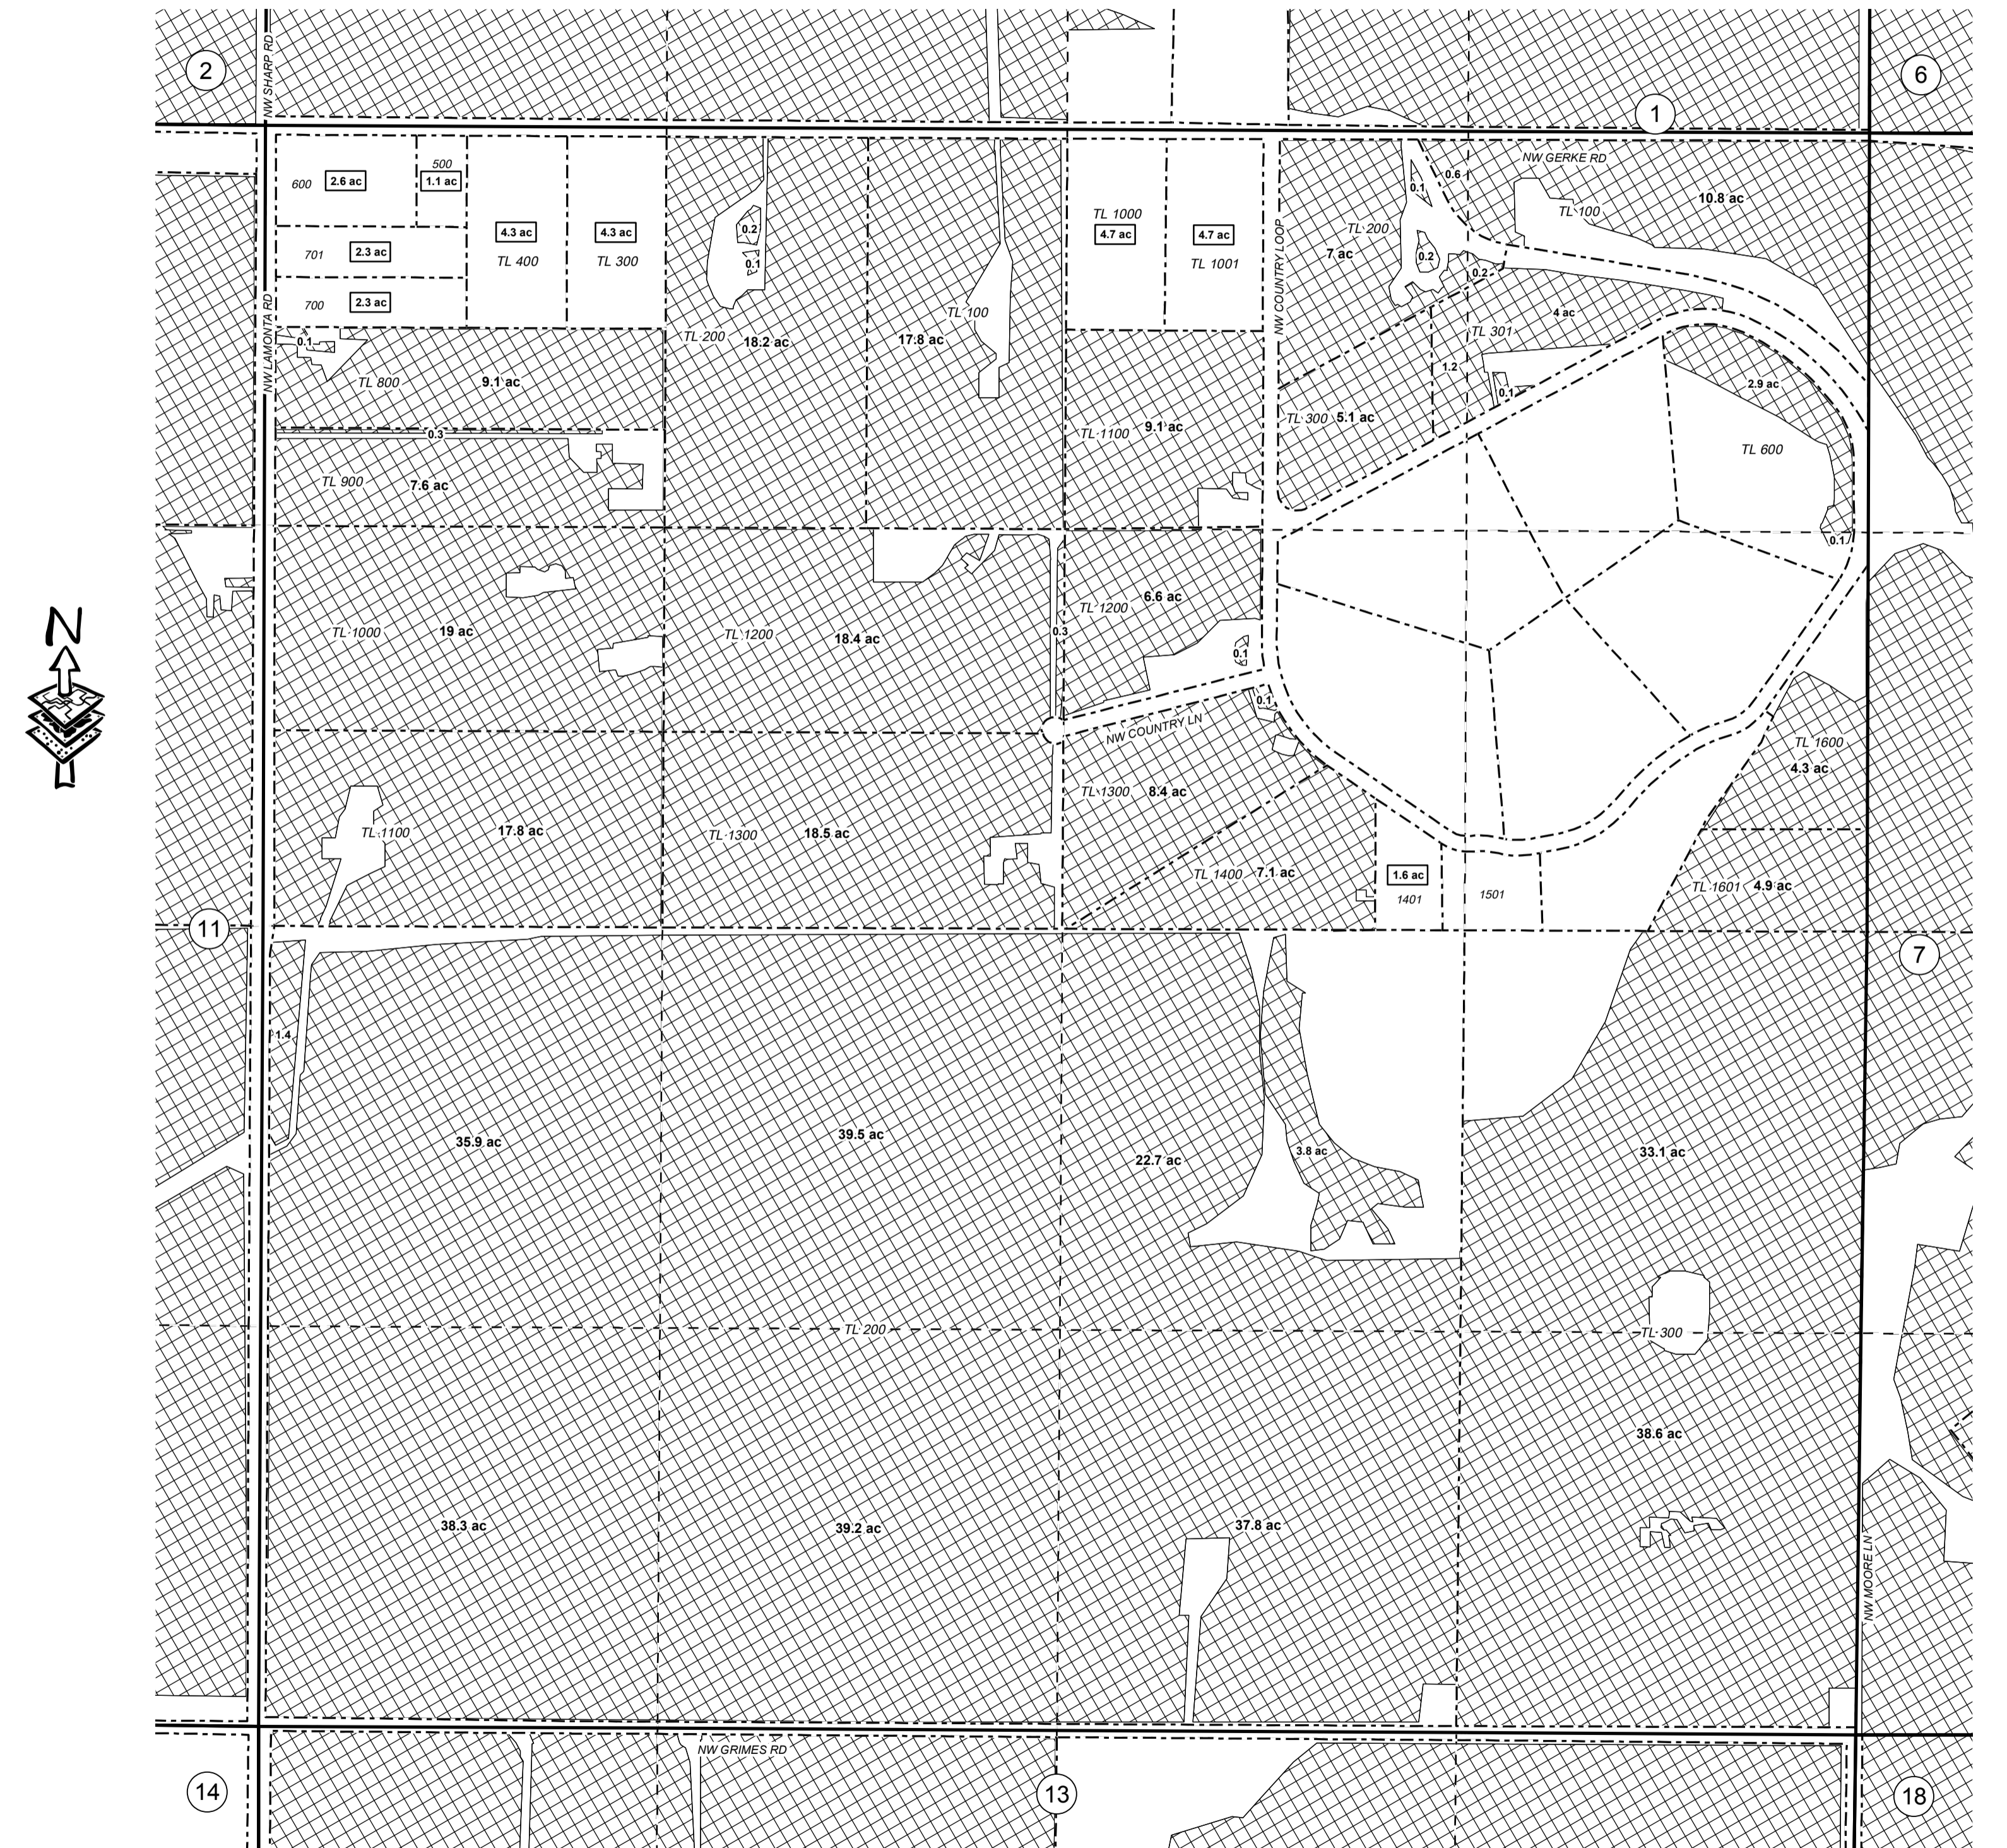 2
NW SHARP RD
6
1
NW GERKE RD
500
600
2.6 ac
1.1 ac
0.1
0.6
TL 100
10.8 ac
TL 1000
4.7 ac
4.7 ac
TL 1001
TL 200
7 ac
0.2
0.2
701
2.3 ac
4.3 ac
TL 400
4.3 ac
TL 300
0.2
0.1
700
2.3 ac
NW LAMONTA RD
NW COUNTRY LOOP
TL 100
4 ac
TL 301
0.1
TL 200
18.2 ac
17.8 ac
1.2
TL 800
9.1 ac
2.9 ac
0.1
TL 300
5.1 ac
0.3
TL 1100
9.1 ac
TL 600
TL 900
7.6 ac
0.1
N
TL 1000
19 ac
TL 1200
18.4 ac
0.3
TL 1200
6.6 ac
0.1
0.1
NW COUNTRY LN
TL 1600
4.3 ac
TL 1100
17.8 ac
TL 1300
18.5 ac
TL 1300
8.4 ac
TL 1400
7.1 ac
1.6 ac
1401
1501
TL 1601
4.9 ac
11
7
1.4
35.9 ac
39.5 ac
22.7 ac
3.8 ac
33.1 ac
TL 200
TL 300
38.6 ac
38.3 ac
39.2 ac
37.8 ac
NW MOORE LN
NW GRIMES RD
14
13
18